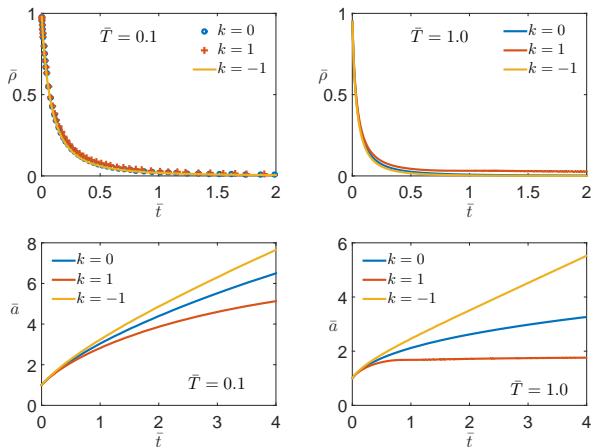 1
T̄ = 0.1
k = 0
k = 1
k = −1
ρ̄
0.5
0
0 0.5 1 1.5 2
t̄
1
T̄ = 1.0
k = 0
k = 1
k = −1
ρ̄
0.5
0
0 0.5 1 1.5 2
t̄
8
k = 0
k = 1
k = −1
6
ā
4
2
T̄ = 0.1
0
0 1 2 3 4
t̄
6
k = 0
k = 1
k = −1
4
ā
2
T̄ = 1.0
0
0 1 2 3 4
t̄